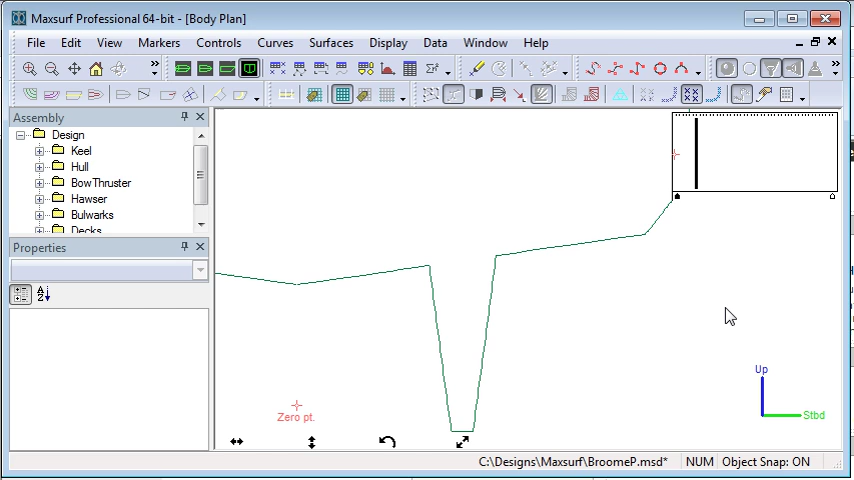 Maxsurf Professional 64-bit - [Body Plan]
File Edit View Markers Controls Curves Surfaces Display Data Window Help
Assembly
Design
Keel
Hull
BowThruster
Hawser
Bulwarks
Decks
Properties
Zero pt.
Up
Stbd
C:\Designs\Maxsurf\BroomeP.msd* NUM Object Snap: ON